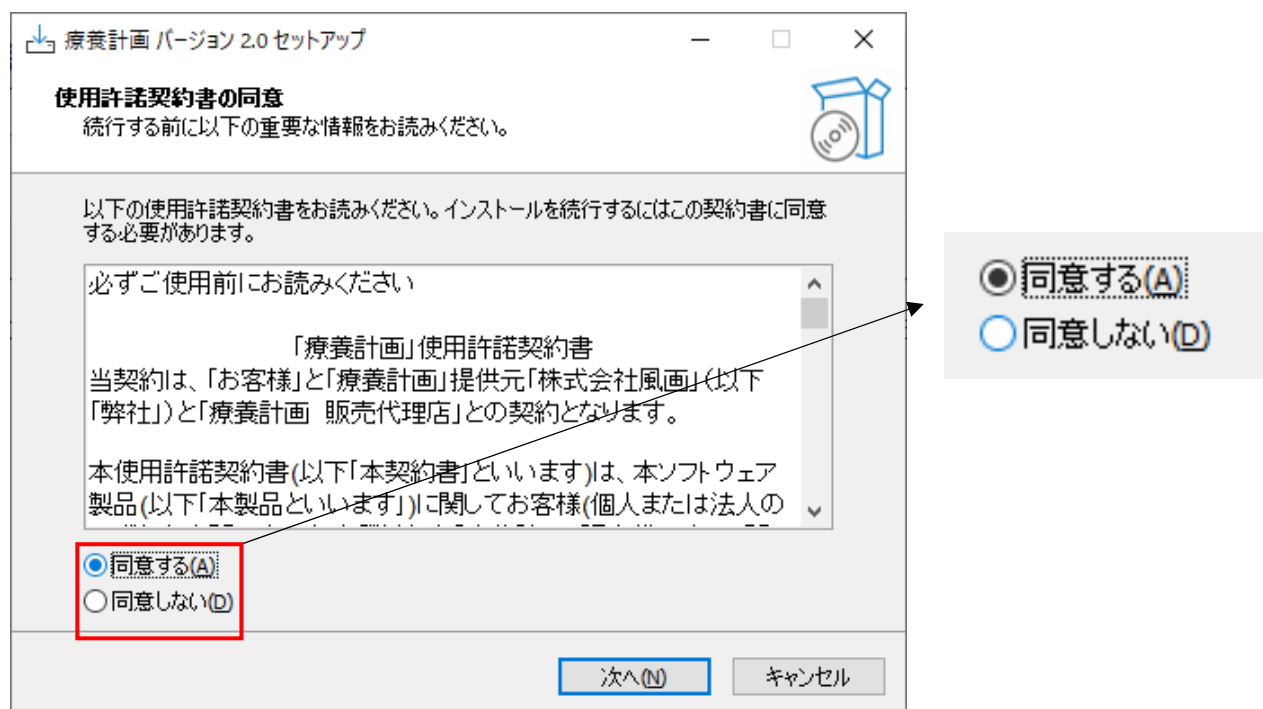 療養計画 バージョン 2.0 セットアップ
使用許諾契約書の同意
続行する前に以下の重要な情報をお読みください。
以下の使用許諾契約書をお読みください。インストールを続行するにはこの契約書に同意
する必要があります。
必ずご使用前にお読みください
「療養計画」使用許諾契約書
当契約は、「お客様」と「療養計画」提供元「株式会社風画」(以下
「弊社」)と「療養計画 販売代理店」との契約となります。
本使用許諾契約書(以下「本契約書」といいます)は、本ソフトウェア
製品(以下「本製品といいます」)に関してお客様(個人または法人の
同意する(A)
同意しない(D)
次へ(N)
キャンセル
同意する(A)
同意しない(D)